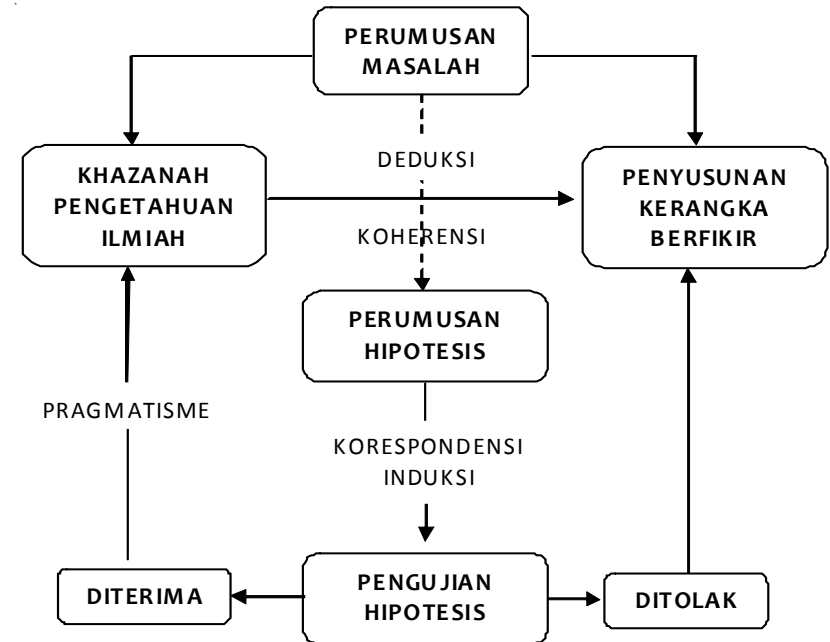 PERUMUSAN
MASALAH
DEDUKSI
KHAZANAH
PENGETAHUAN
ILMIAH
PENYUSUNAN
KERANGKA
BERFIKIR
KOHERENSI
PERUMUSAN
HIPOTESIS
PRAGMATISME
KORESPONDENSI
INDUKSI
DITERIMA
PENGUJIAN
HIPOTESIS
DITOLAK